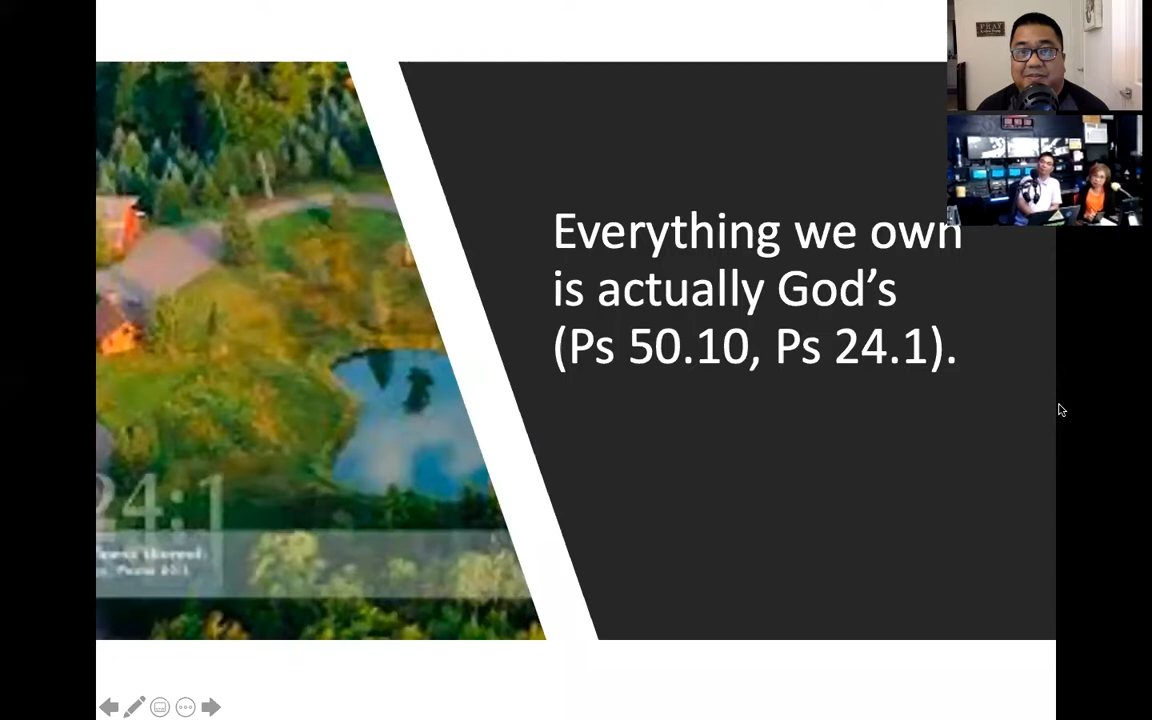 PRAY
Everything we own
is actually God’s
(Ps 50.10, Ps 24.1).
24:1